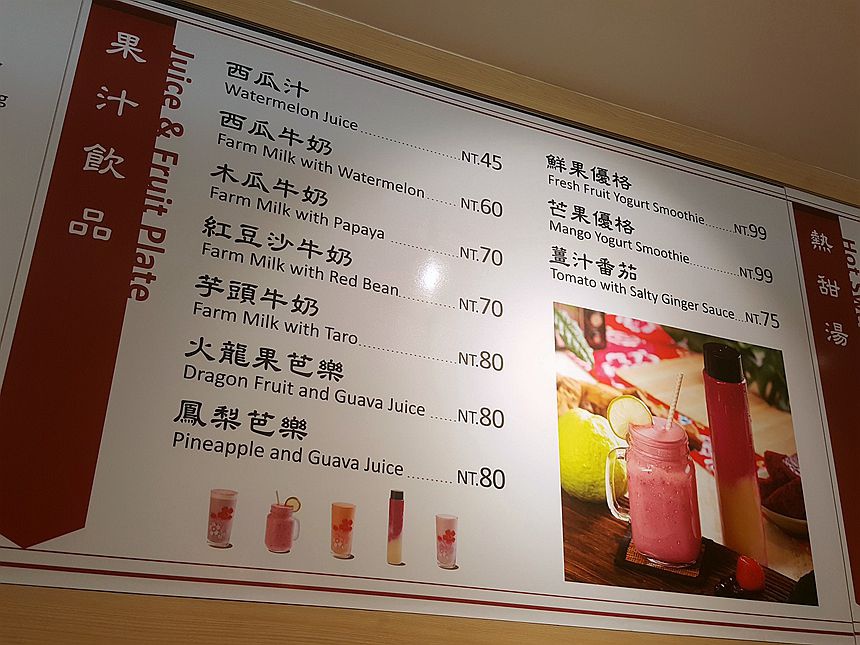 果汁飲品
Juice & Fruit Plate
西瓜汁
Watermelon Juice............................NT.45
西瓜牛奶
Farm Milk with Watermelon.........NT.60
木瓜牛奶
Farm Milk with Papaya ...................NT.70
紅豆沙牛奶
Farm Milk with Red Bean...............NT.70
芋頭牛奶
Farm Milk with Taro.........................NT.80
火龍果芭樂
Dragon Fruit and Guava Juice ......NT.80
鳳梨芭樂
Pineapple and Guava Juice ..........NT.80
鮮果優格
Fresh Fruit Yogurt Smoothie.......NT.99
芒果優格
Mango Yogurt Smoothie............NT.99
薑汁番茄
Tomato with Salty Ginger Sauce...NT.75
熱甜湯
Hot